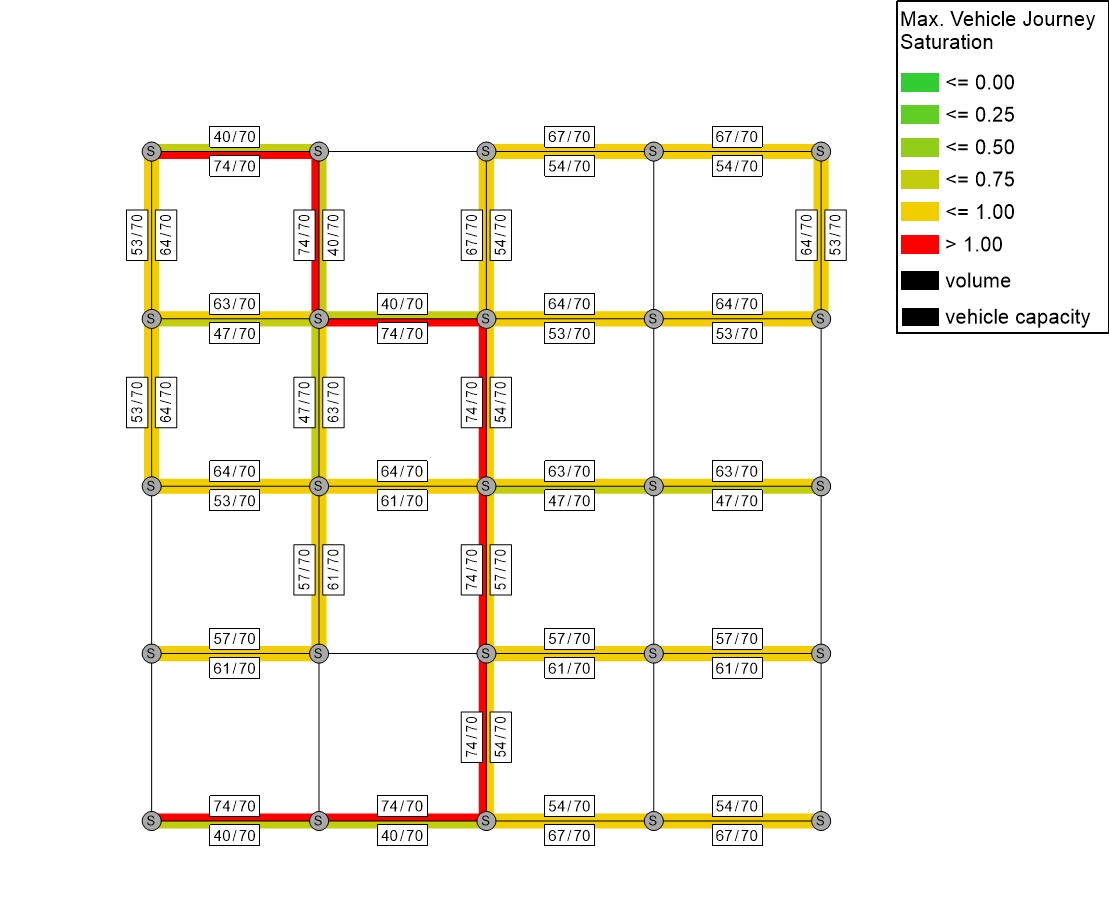 Max. Vehicle Journey
Saturation
<= 0.00
<= 0.25
<= 0.50
<= 0.75
<= 1.00
> 1.00
volume
vehicle capacity
40/70 67/70 67/70
S S S S S
74/70 54/70 54/70
53/70 64/70 74/70 40/70 67/70 54/70 64/70 53/70
63/70 40/70 64/70 64/70
S S S S S
47/70 74/70 53/70 53/70
53/70 64/70 47/70 63/70 74/70 54/70
64/70 64/70 63/70 63/70
S S S S S
53/70 61/70 47/70 47/70
57/70 61/70 74/70 57/70
57/70 57/70 57/70
S S S S S
61/70 61/70 61/70
74/70 54/70
74/70 74/70 54/70 54/70
S S S S S
40/70 40/70 67/70 67/70